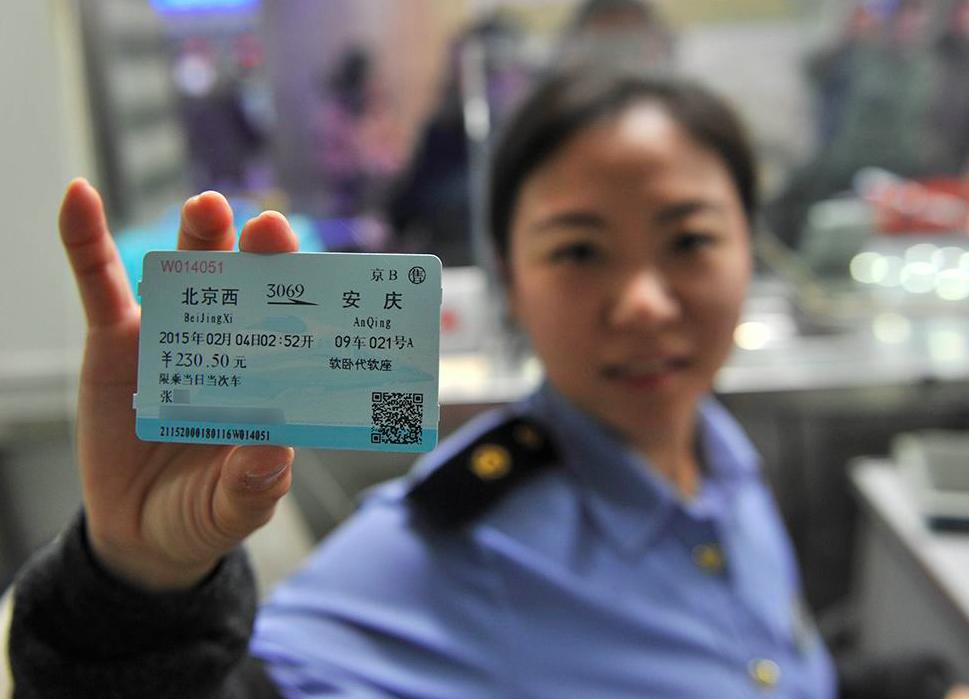 W014051 京B 售
北京西 3069 安庆
BeiJingXi AnQing
2015年02月04日02:52开 09车021号A
¥230.50元 软卧代软座
限乘当日当次车
张
2115200180116W014051